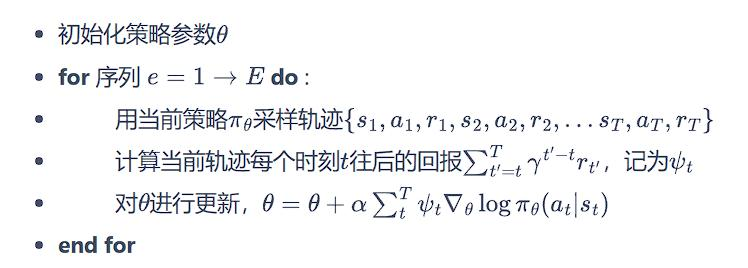 • 初始化策略参数θ
• for 序列 e = 1 → E do :
• 用当前策略π_θ采样轨迹{s_1, a_1, r_1, s_2, a_2, r_2, … s_T, a_T, r_T}
• 计算当前轨迹每个时刻t往后的回报∑_{t'=t}^{T} γ^{t'−t} r_{t'}，记为ψ_t
• 对θ进行更新，θ = θ + α ∑_t^T ψ_t ∇_θ log π_θ(a_t|s_t)
• end for